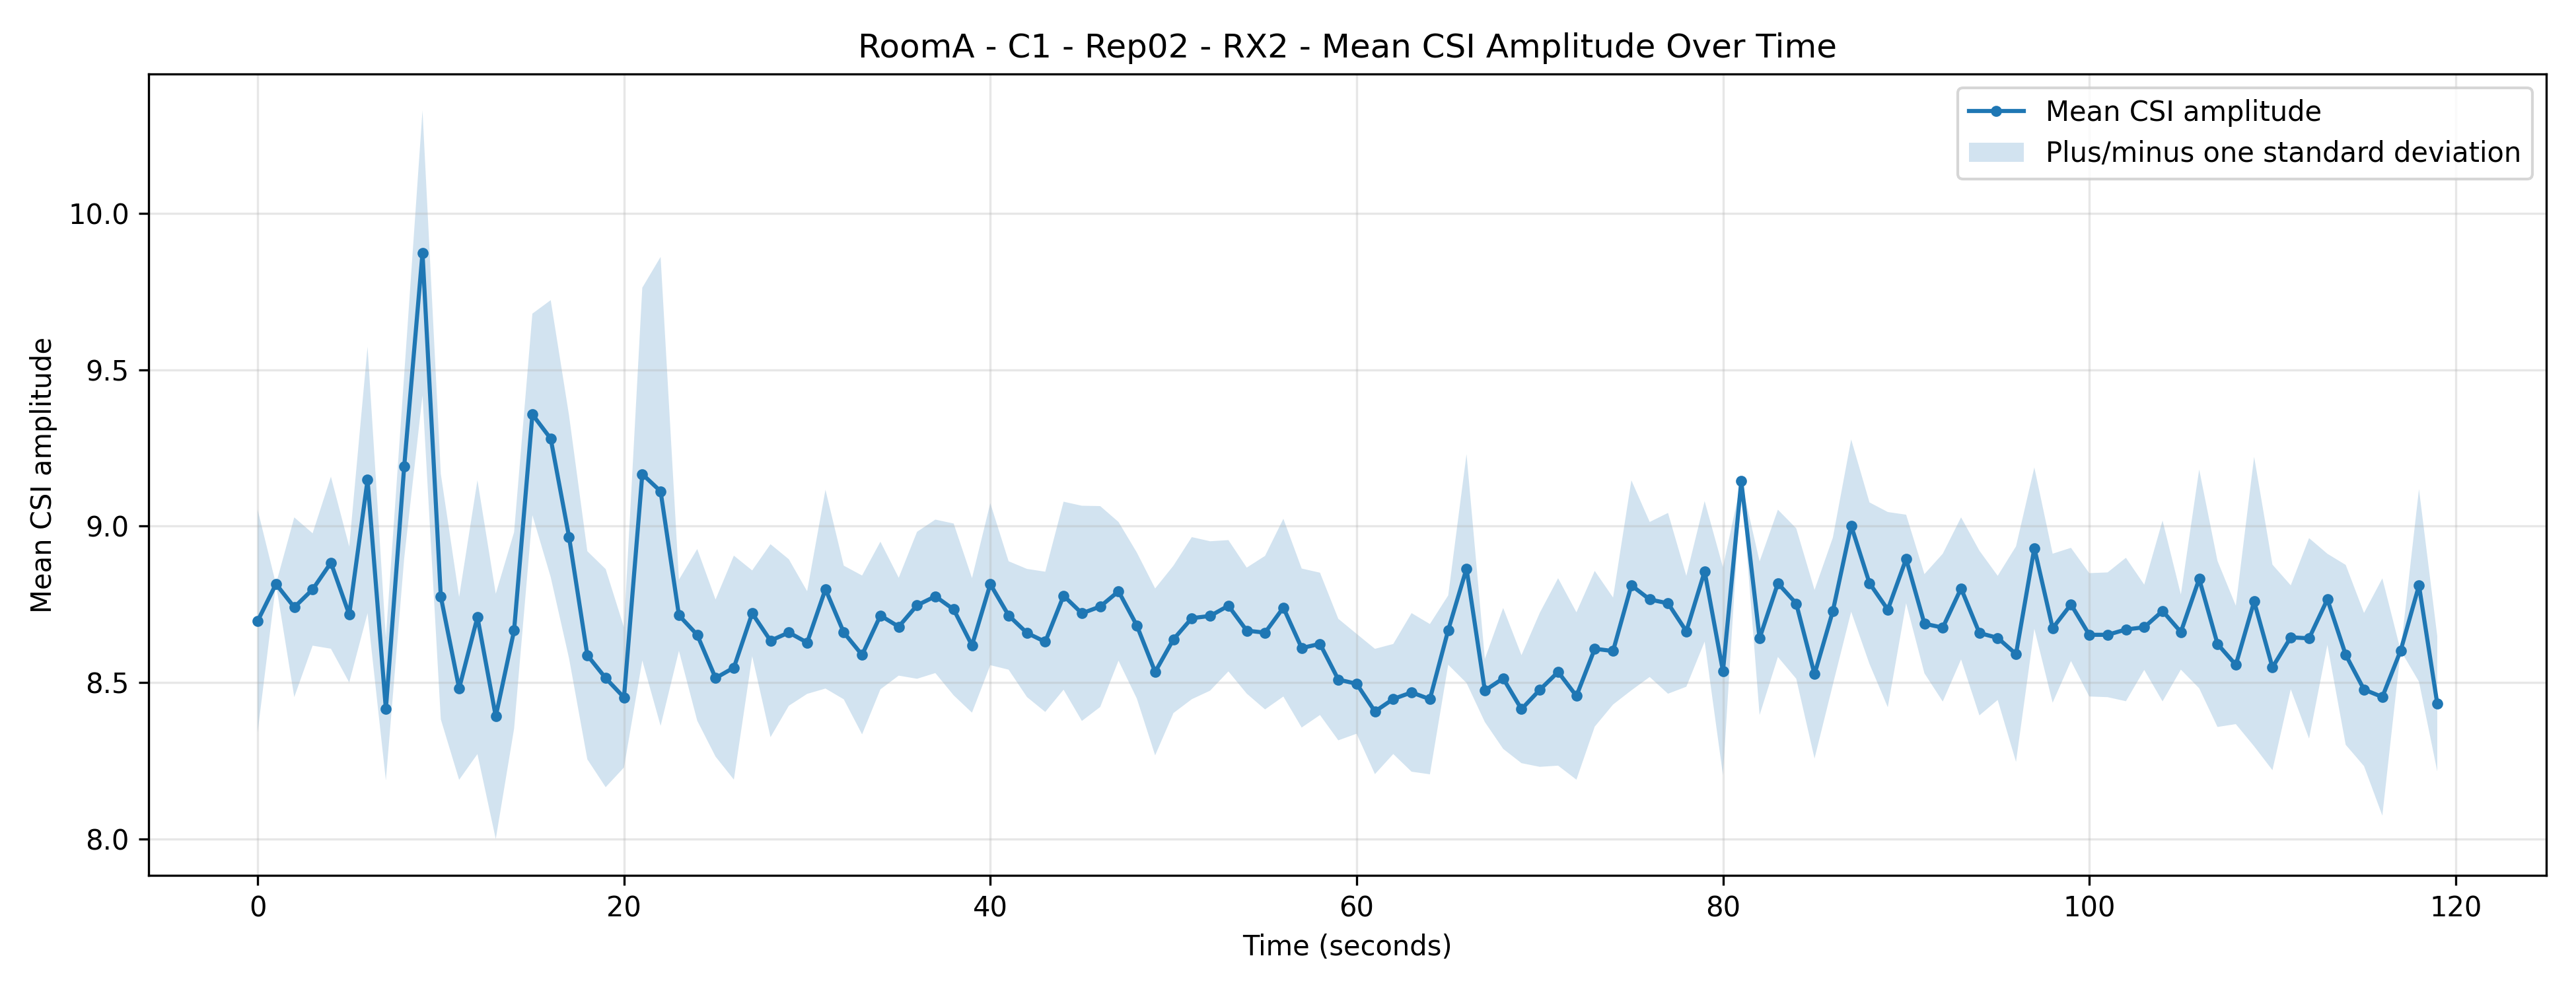 RoomA - C1 - Rep02 - RX2 - Mean CSI Amplitude Over Time
Mean CSI amplitude
Plus/minus one standard deviation
Mean CSI amplitude
10.0
9.5
9.0
8.5
8.0
0 20 40 60 80 100 120
Time (seconds)